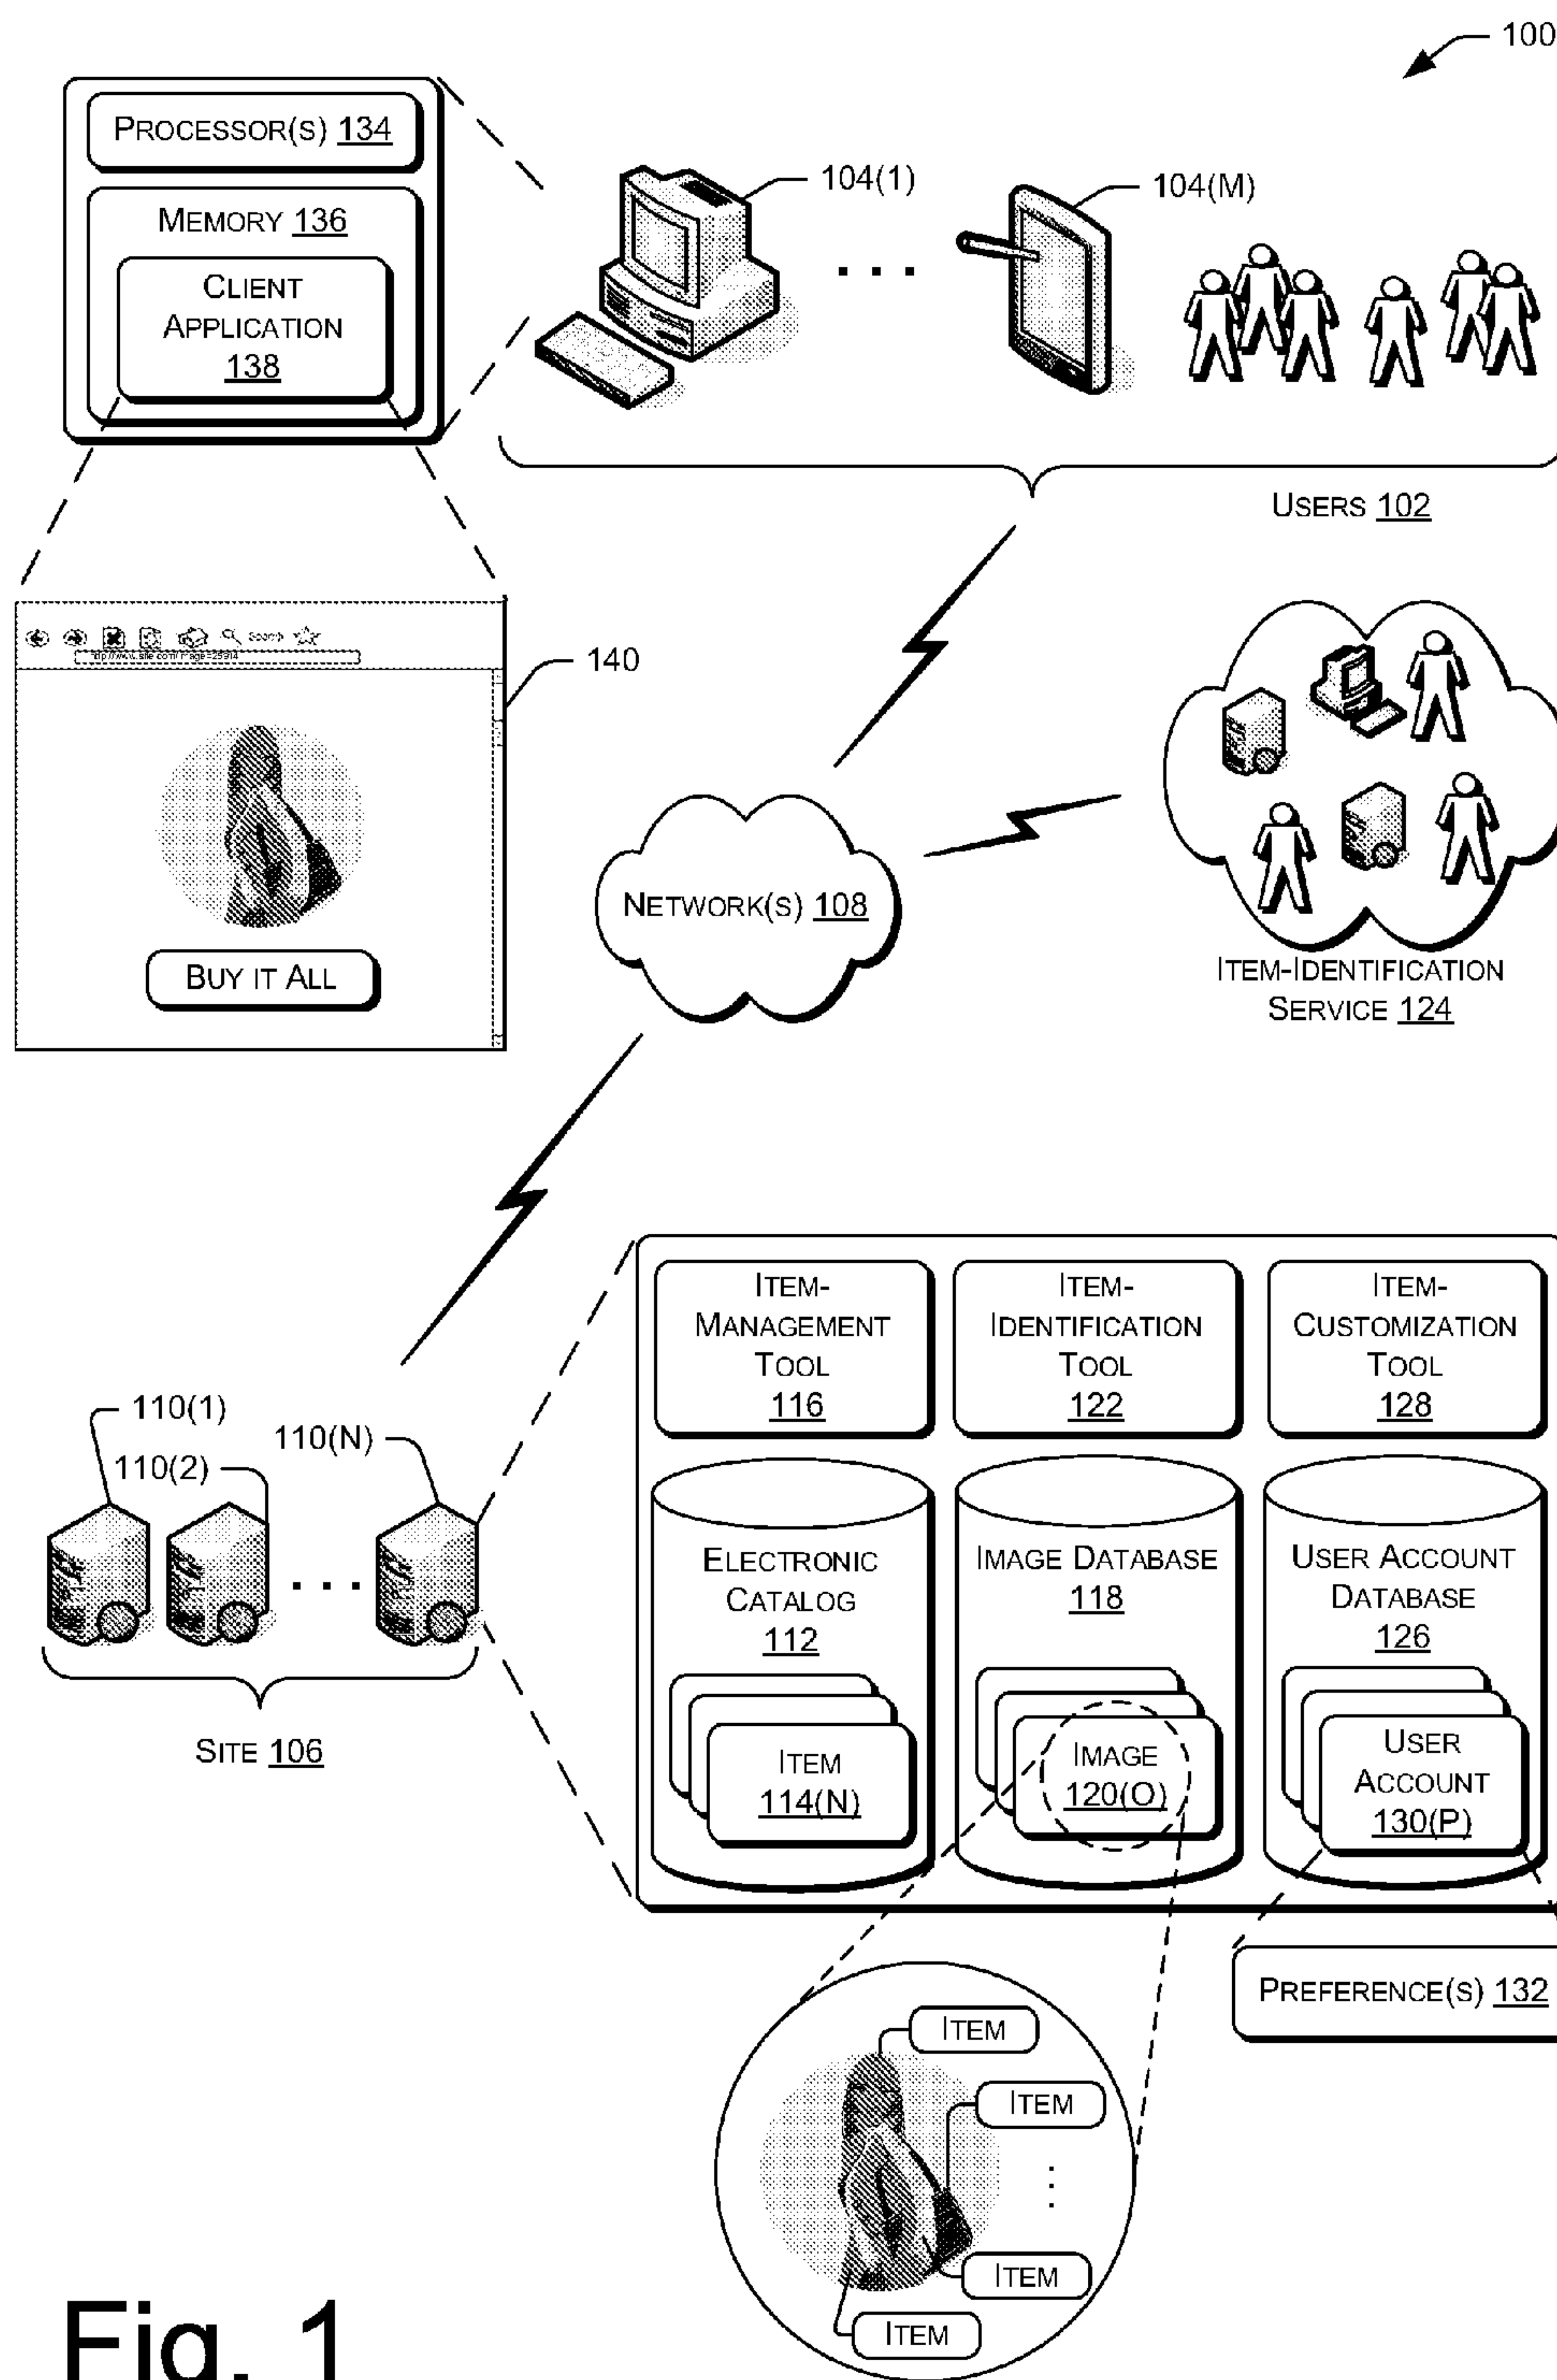 100
PROCESSOR(S) 134
MEMORY 136
CLIENT
APPLICATION
138
104(1)
...
104(M)
USERS 102
140
BUY IT ALL
NETWORK(S) 108
ITEM-IDENTIFICATION
SERVICE 124
110(1)
110(2)
110(N)
...
SITE 106
ITEM-
MANAGEMENT
TOOL
116
ITEM-
IDENTIFICATION
TOOL
122
ITEM-
CUSTOMIZATION
TOOL
128
ELECTRONIC
CATALOG
112
ITEM
114(N)
IMAGE DATABASE
118
IMAGE
120(O)
USER ACCOUNT
DATABASE
126
USER
ACCOUNT
130(P)
PREFERENCE(S) 132
ITEM
ITEM
ITEM
ITEM
Fig. 1